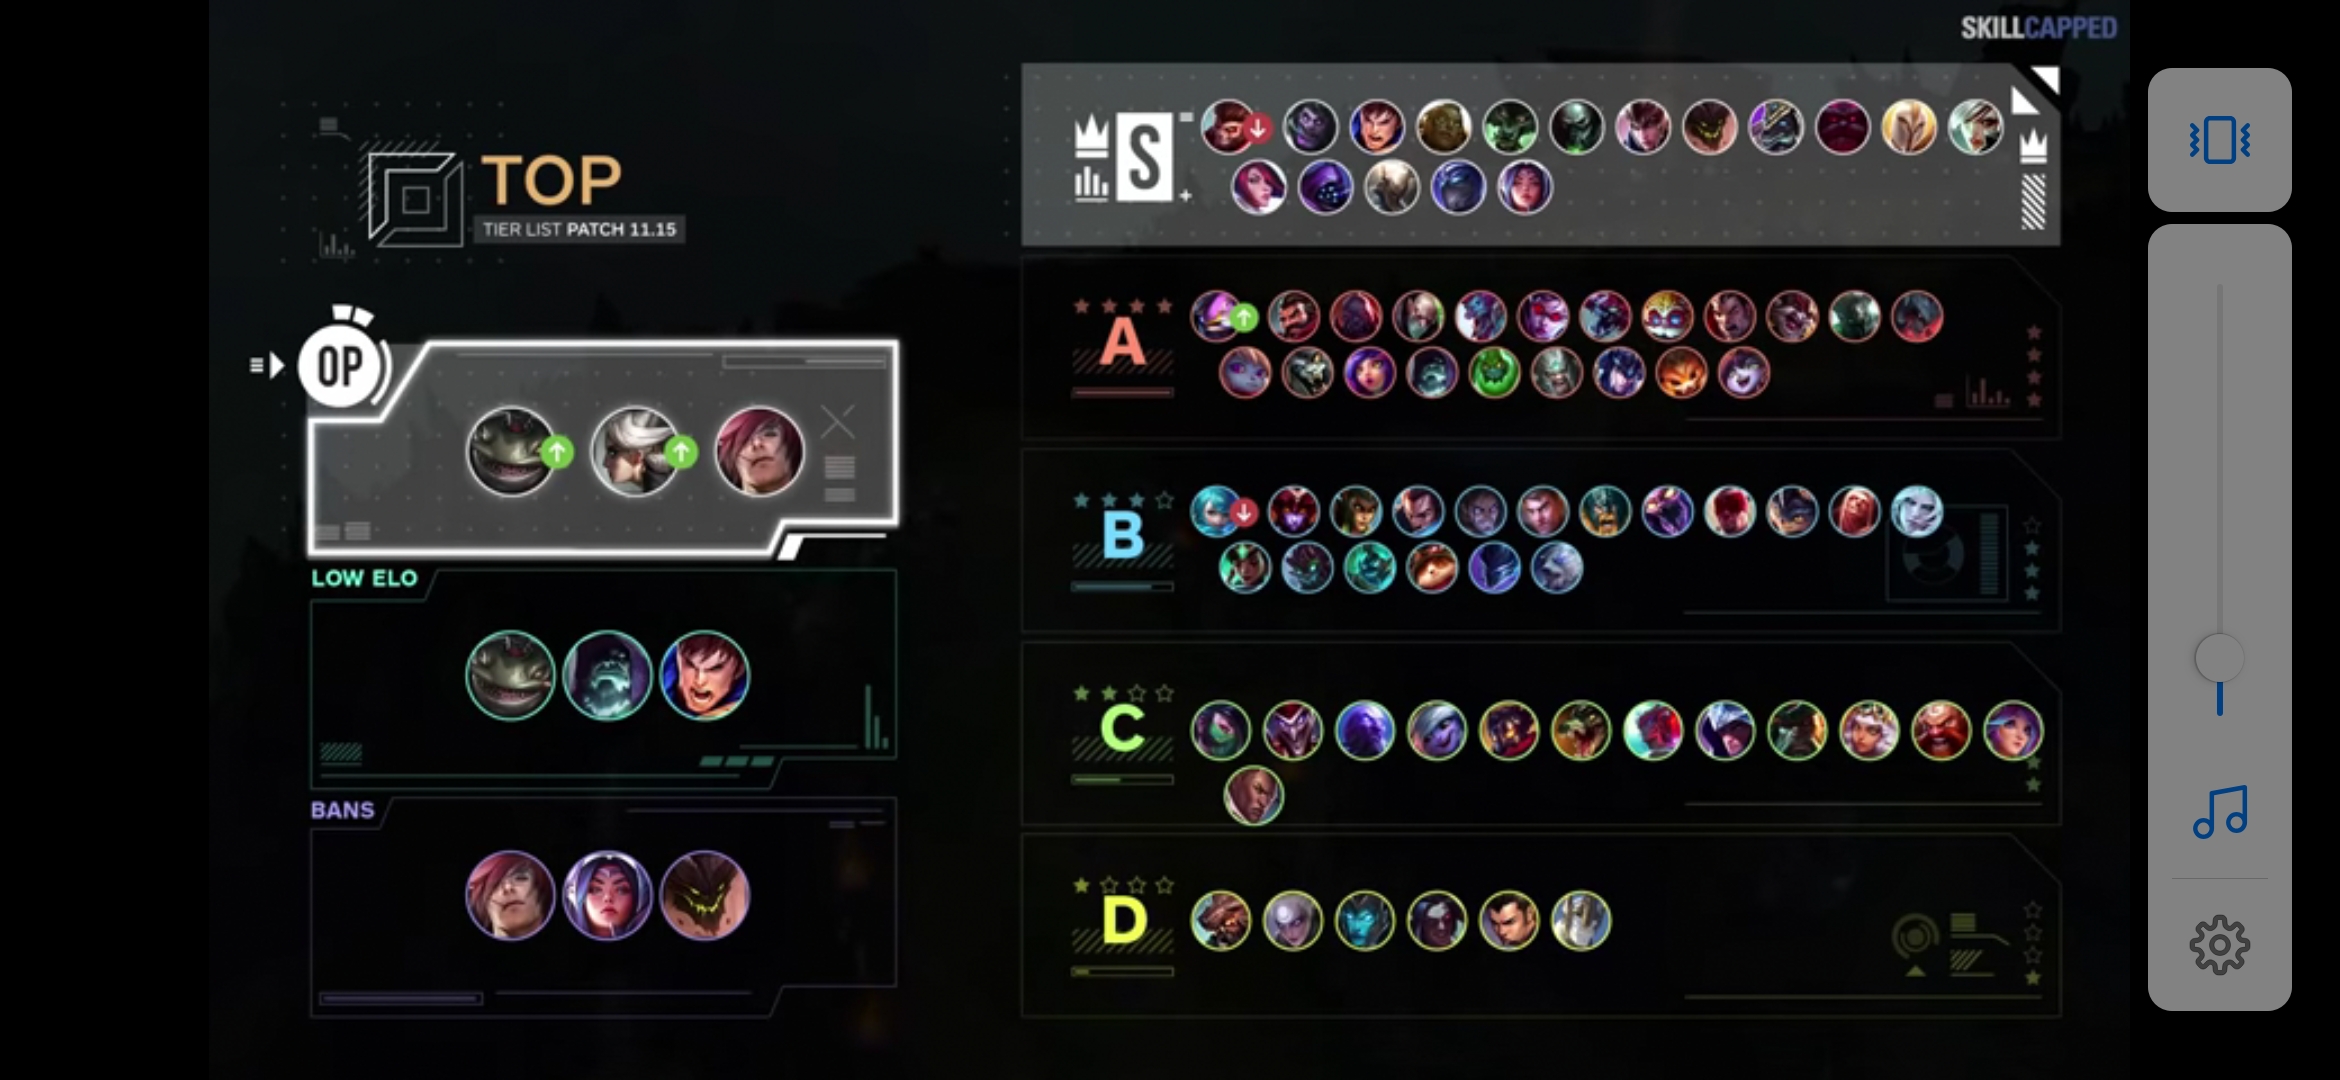 SKILLCAPPED
TOP
TIER LIST PATCH 11.15
OP
LOW ELO
BANS
S
A
B
C
D